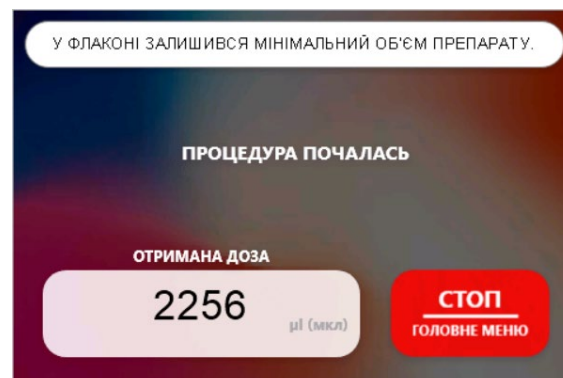 У ФЛАКОНІ ЗАЛИШИВСЯ МІНІМАЛЬНИЙ ОБ'ЄМ ПРЕПАРАТУ.
ПРОЦЕДУРА ПОЧАЛАСЬ
ОТРИМАНА ДОЗА
2256
µl (мкл)
СТОП
ГОЛОВНЕ МЕНЮ